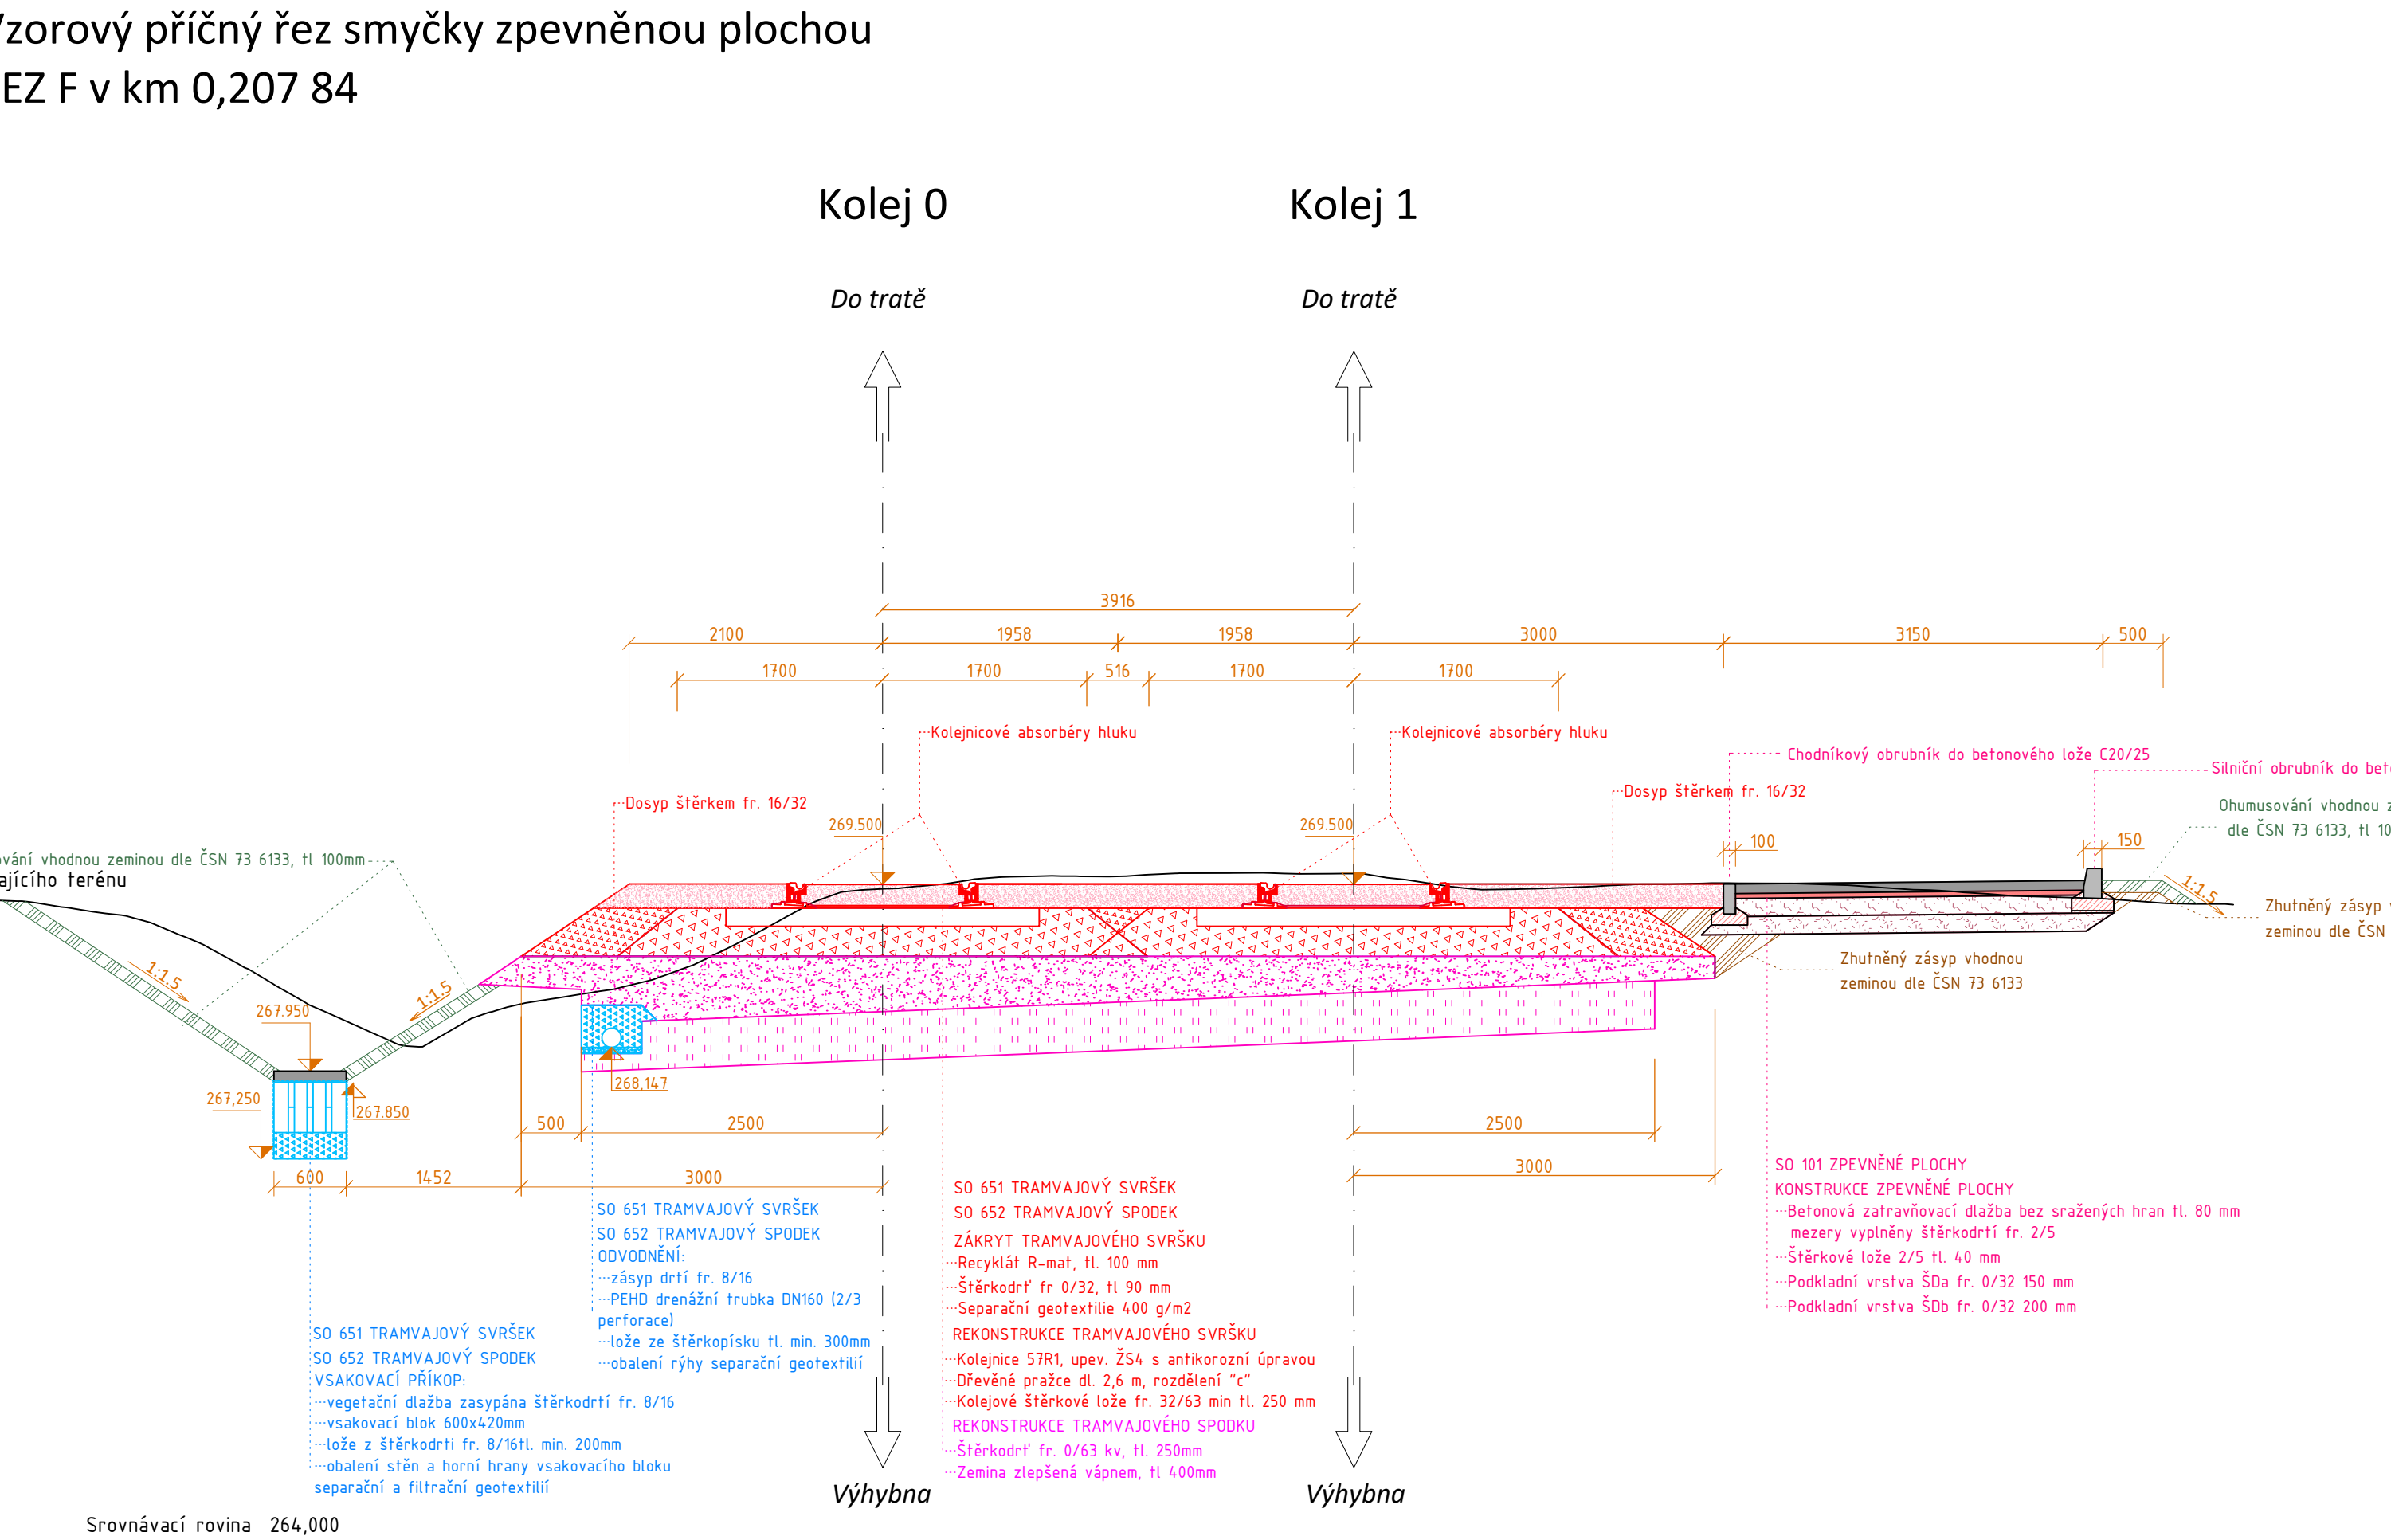 Vzorový příčný řez smyčky zpevněnou plochou
EZ F v km 0,207 84
Kolej 0
Kolej 1
Do tratě
Do tratě
3916
2100
1958
1958
3000
3150
500
1700
1700
516
1700
1700
Kolejnicové absorbéry hluku
Kolejnicové absorbéry hluku
Chodníkový obrubník do betonového lože C20/25
Silniční obrubník do bet
Dosyp štěrkem fr. 16/32
Dosyp štěrkem fr. 16/32
Ohumusování vhodnou z
dle ČSN 73 6133, tl 10
269.500
269.500
100
150
ování vhodnou zeminou dle ČSN 73 6133, tl 100mm
ajícího terénu
1:1.5
1:1.5
1:1.5
Zhutněný zásyp v
zeminou dle ČSN
Zhutněný zásyp vhodnou
zeminou dle ČSN 73 6133
267.950
267,250
267.850
268,147
500
2500
2500
600
1452
3000
3000
SO 651 TRAMVAJOVÝ SVRŠEK
SO 652 TRAMVAJOVÝ SPODEK
VSAKOVACÍ PŘÍKOP:
vegetační dlažba zasypána štěrkodrtí fr. 8/16
vsakovací blok 600x420mm
lože z štěrkodrti fr. 8/16tl. min. 200mm
obalení stěn a horní hrany vsakovacího bloku
separační a filtrační geotextilií
SO 651 TRAMVAJOVÝ SVRŠEK
SO 652 TRAMVAJOVÝ SPODEK
ODVODNĚNÍ:
zásyp drtí fr. 8/16
PEHD drenážní trubka DN160 (2/3
perforace)
lože ze štěrkopísku tl. min. 300mm
obalení rýhy separační geotextilií
SO 651 TRAMVAJOVÝ SVRŠEK
SO 652 TRAMVAJOVÝ SPODEK
ZÁKRYT TRAMVAJOVÉHO SVRŠKU
Recyklát R-mat, tl. 100 mm
Štěrkodrť fr 0/32, tl 90 mm
Separační geotextilie 400 g/m2
REKONSTRUKCE TRAMVAJOVÉHO SVRŠKU
Kolejnice 57R1, upev. ŽS4 s antikorozní úpravou
Dřevěné pražce dl. 2,6 m, rozdělení "c"
Kolejové štěrkové lože fr. 32/63 min tl. 250 mm
REKONSTRUKCE TRAMVAJOVÉHO SPODKU
Štěrkodrť fr. 0/63 kv, tl. 250mm
Zemina zlepšená vápnem, tl 400mm
SO 101 ZPEVNĚNÉ PLOCHY
KONSTRUKCE ZPEVNĚNÉ PLOCHY
Betonová zatravňovací dlažba bez sražených hran tl. 80 mm
mezery vyplněny štěrkodrtí fr. 2/5
Štěrkové lože 2/5 tl. 40 mm
Podkladní vrstva ŠDa fr. 0/32 150 mm
Podkladní vrstva ŠDb fr. 0/32 200 mm
Výhybna
Výhybna
Srovnávací rovina 264,000